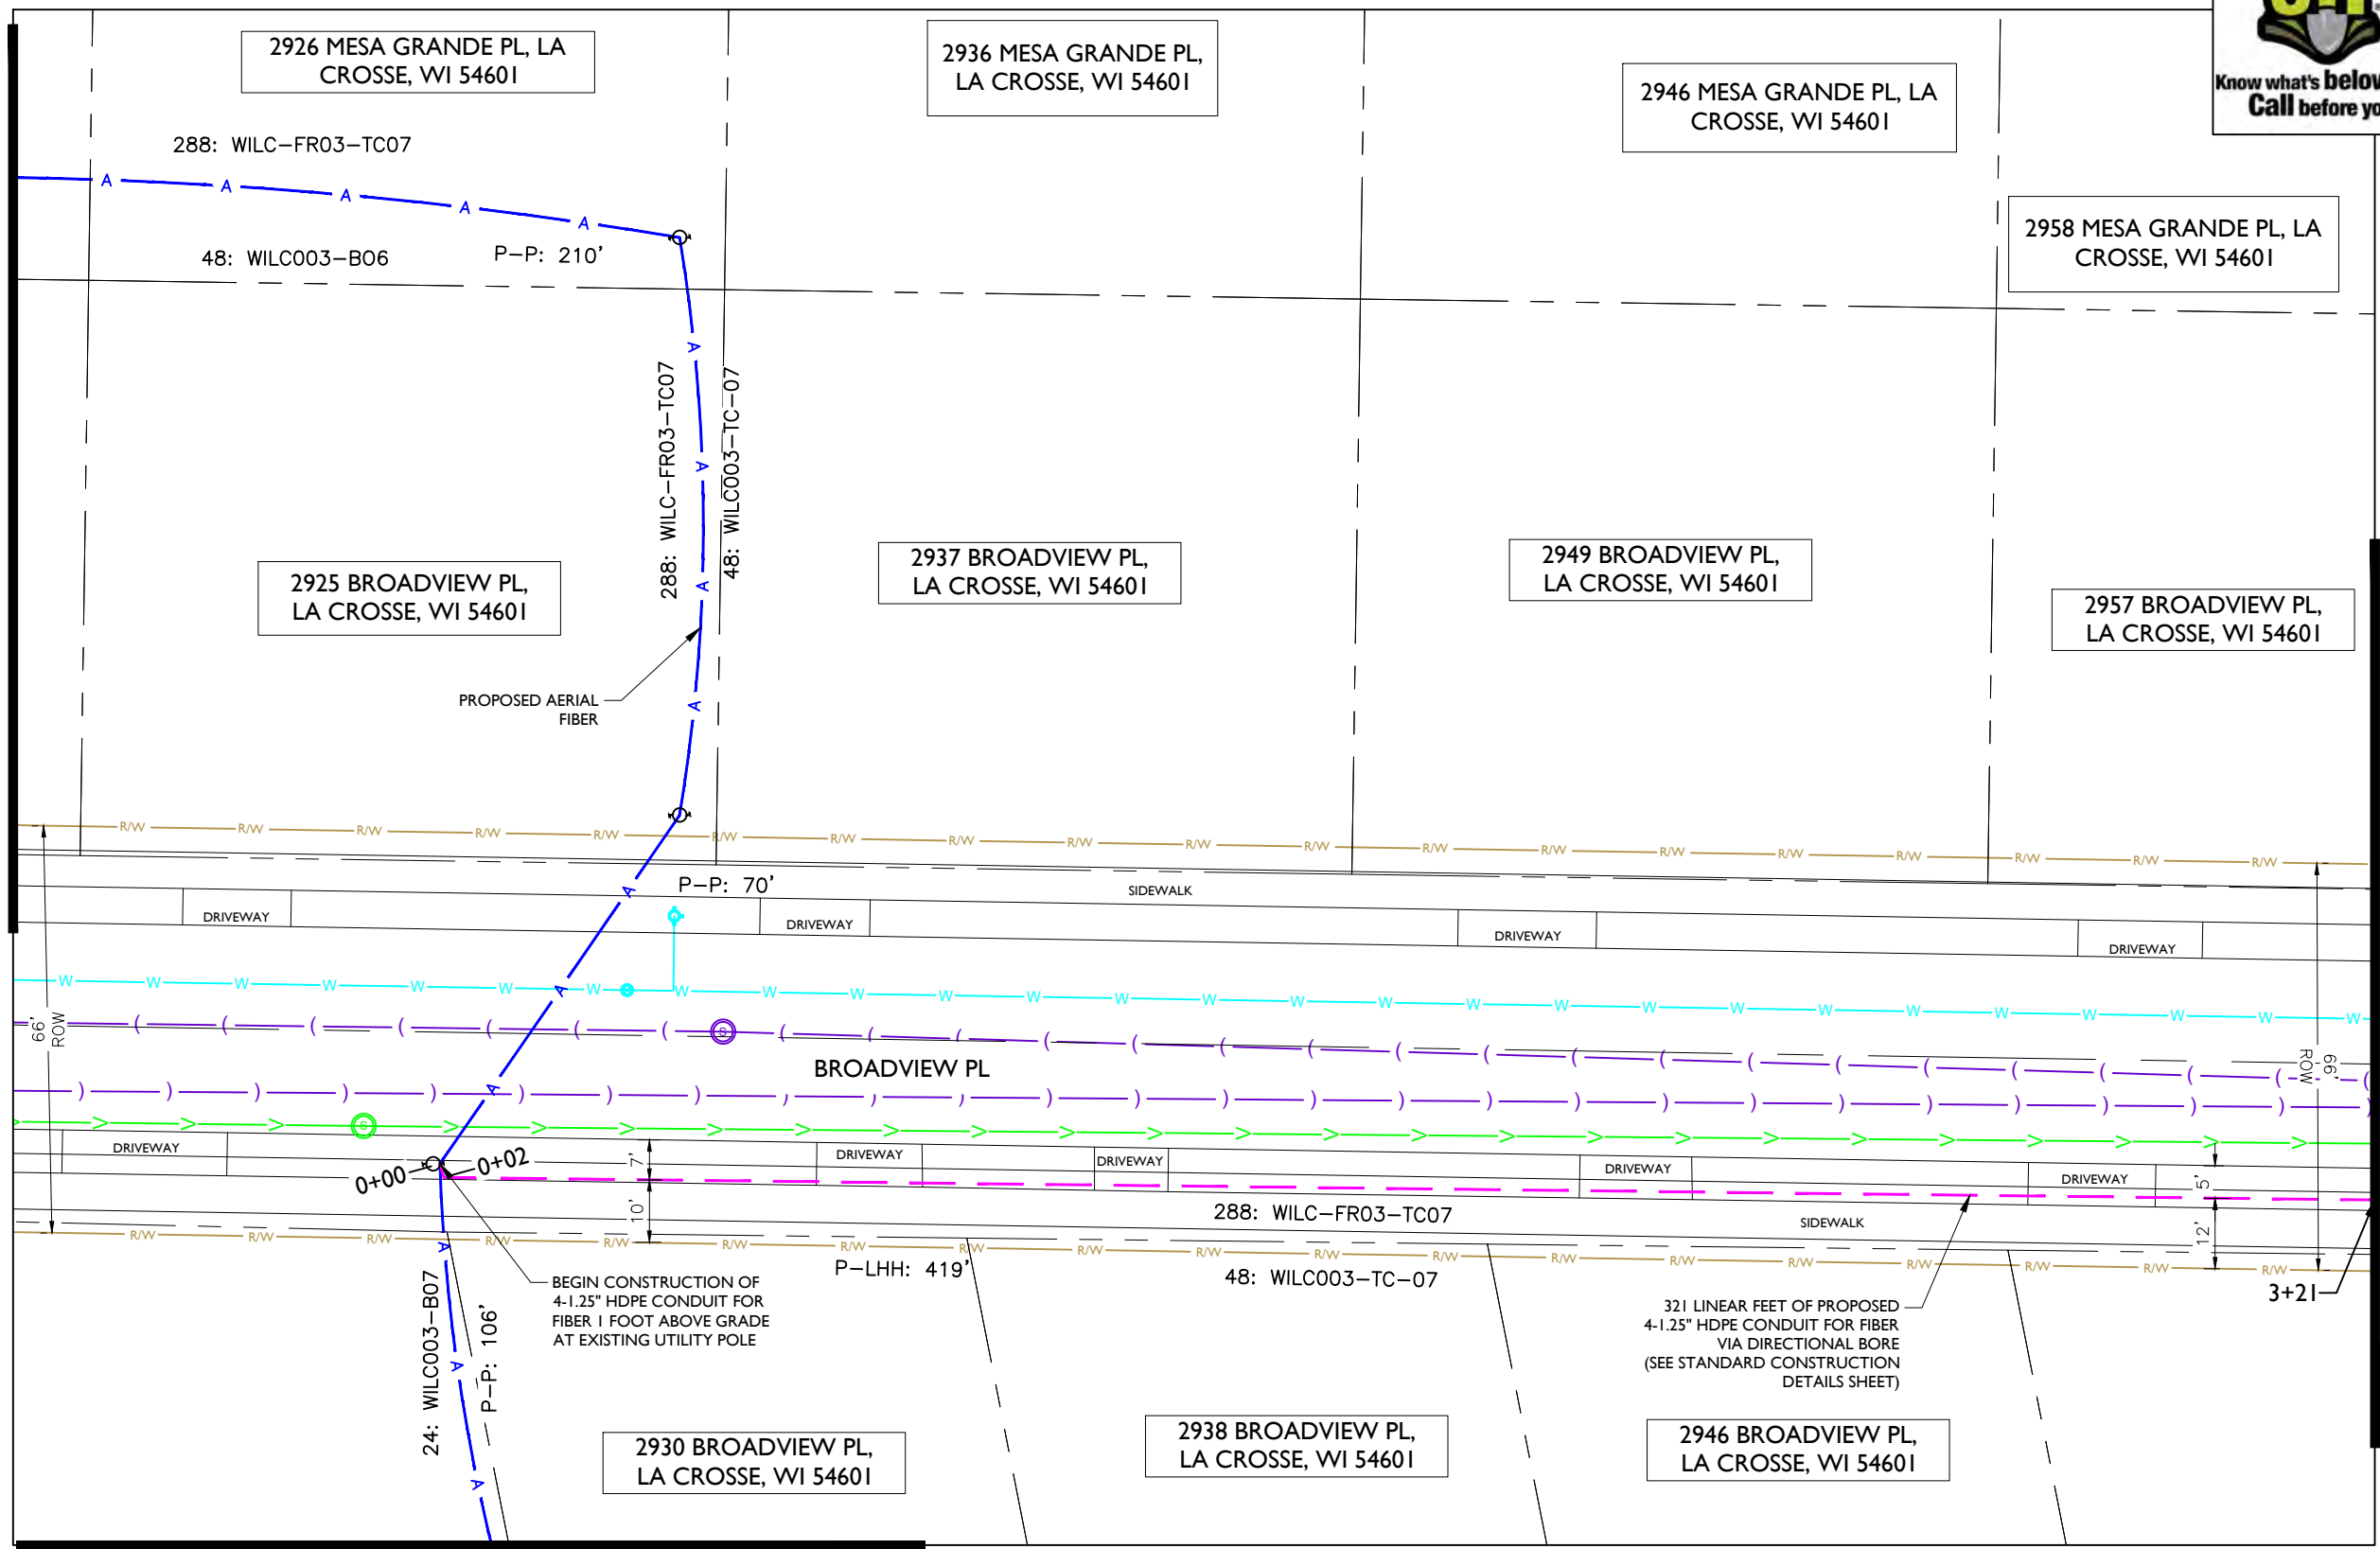 2926 MESA GRANDE PL, LA
CROSSE, WI 54601
2936 MESA GRANDE PL,
LA CROSSE, WI 54601
2946 MESA GRANDE PL, LA
CROSSE, WI 54601
Know what's
Call before
288: WILC-FR03-TC07
48: WILC003-B06
P-P: 210'
2958 MESA GRANDE PL, LA
CROSSE, WI 54601
288: WILC-FR03-TC07
48: WILC003-TC-07
2925 BROADVIEW PL,
LA CROSSE, WI 54601
2937 BROADVIEW PL,
LA CROSSE, WI 54601
2949 BROADVIEW PL,
LA CROSSE, WI 54601
2957 BROADVIEW PL,
LA CROSSE, WI 54601
PROPOSED AERIAL
FIBER
R/W R/W R/W R/W R/W R/W R/W R/W R/W R/W R/W R/W R/W R/W R/W R/W R/W R/W R/W
P-P: 70'
SIDEWALK
DRIVEWAY
DRIVEWAY
DRIVEWAY
DRIVEWAY
W W W W W W W W W W W W W W W W W W W W W W W W W W W
66'
ROW
S
BROADVIEW PL
66'
ROW
S
DRIVEWAY
DRIVEWAY
DRIVEWAY
DRIVEWAY
DRIVEWAY
0+00
0+02
7'
10'
5'
12'
288: WILC-FR03-TC07
SIDEWALK
R/W R/W R/W R/W R/W R/W R/W R/W R/W R/W R/W R/W R/W R/W R/W R/W R/W R/W R/W
P-LHH: 419'
48: WILC003-TC-07
3+21
24: WILC003-B07
P-P: 106'
BEGIN CONSTRUCTION OF
4-1.25" HDPE CONDUIT FOR
FIBER 1 FOOT ABOVE GRADE
AT EXISTING UTILITY POLE
321 LINEAR FEET OF PROPOSED
4-1.25" HDPE CONDUIT FOR FIBER
VIA DIRECTIONAL BORE
(SEE STANDARD CONSTRUCTION
DETAILS SHEET)
2930 BROADVIEW PL,
LA CROSSE, WI 54601
2938 BROADVIEW PL,
LA CROSSE, WI 54601
2946 BROADVIEW PL,
LA CROSSE, WI 54601
A A A A A A A A A A A A A A A A